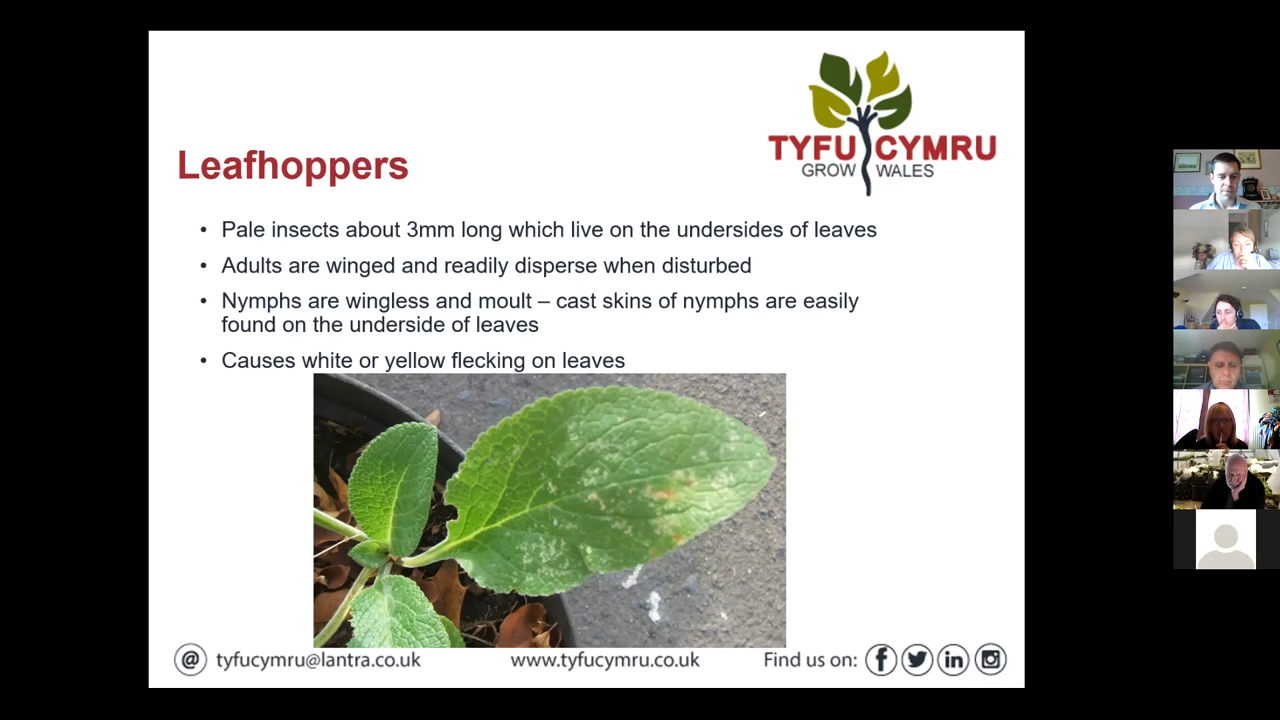 TYFU CYMRU
GROW WALES
Leafhoppers
• Pale insects about 3mm long which live on the undersides of leaves
• Adults are winged and readily disperse when disturbed
• Nymphs are wingless and moult – cast skins of nymphs are easily
found on the underside of leaves
• Causes white or yellow flecking on leaves
@ tyfucymru@lantra.co.uk www.tyfucymru.co.uk Find us on: f in